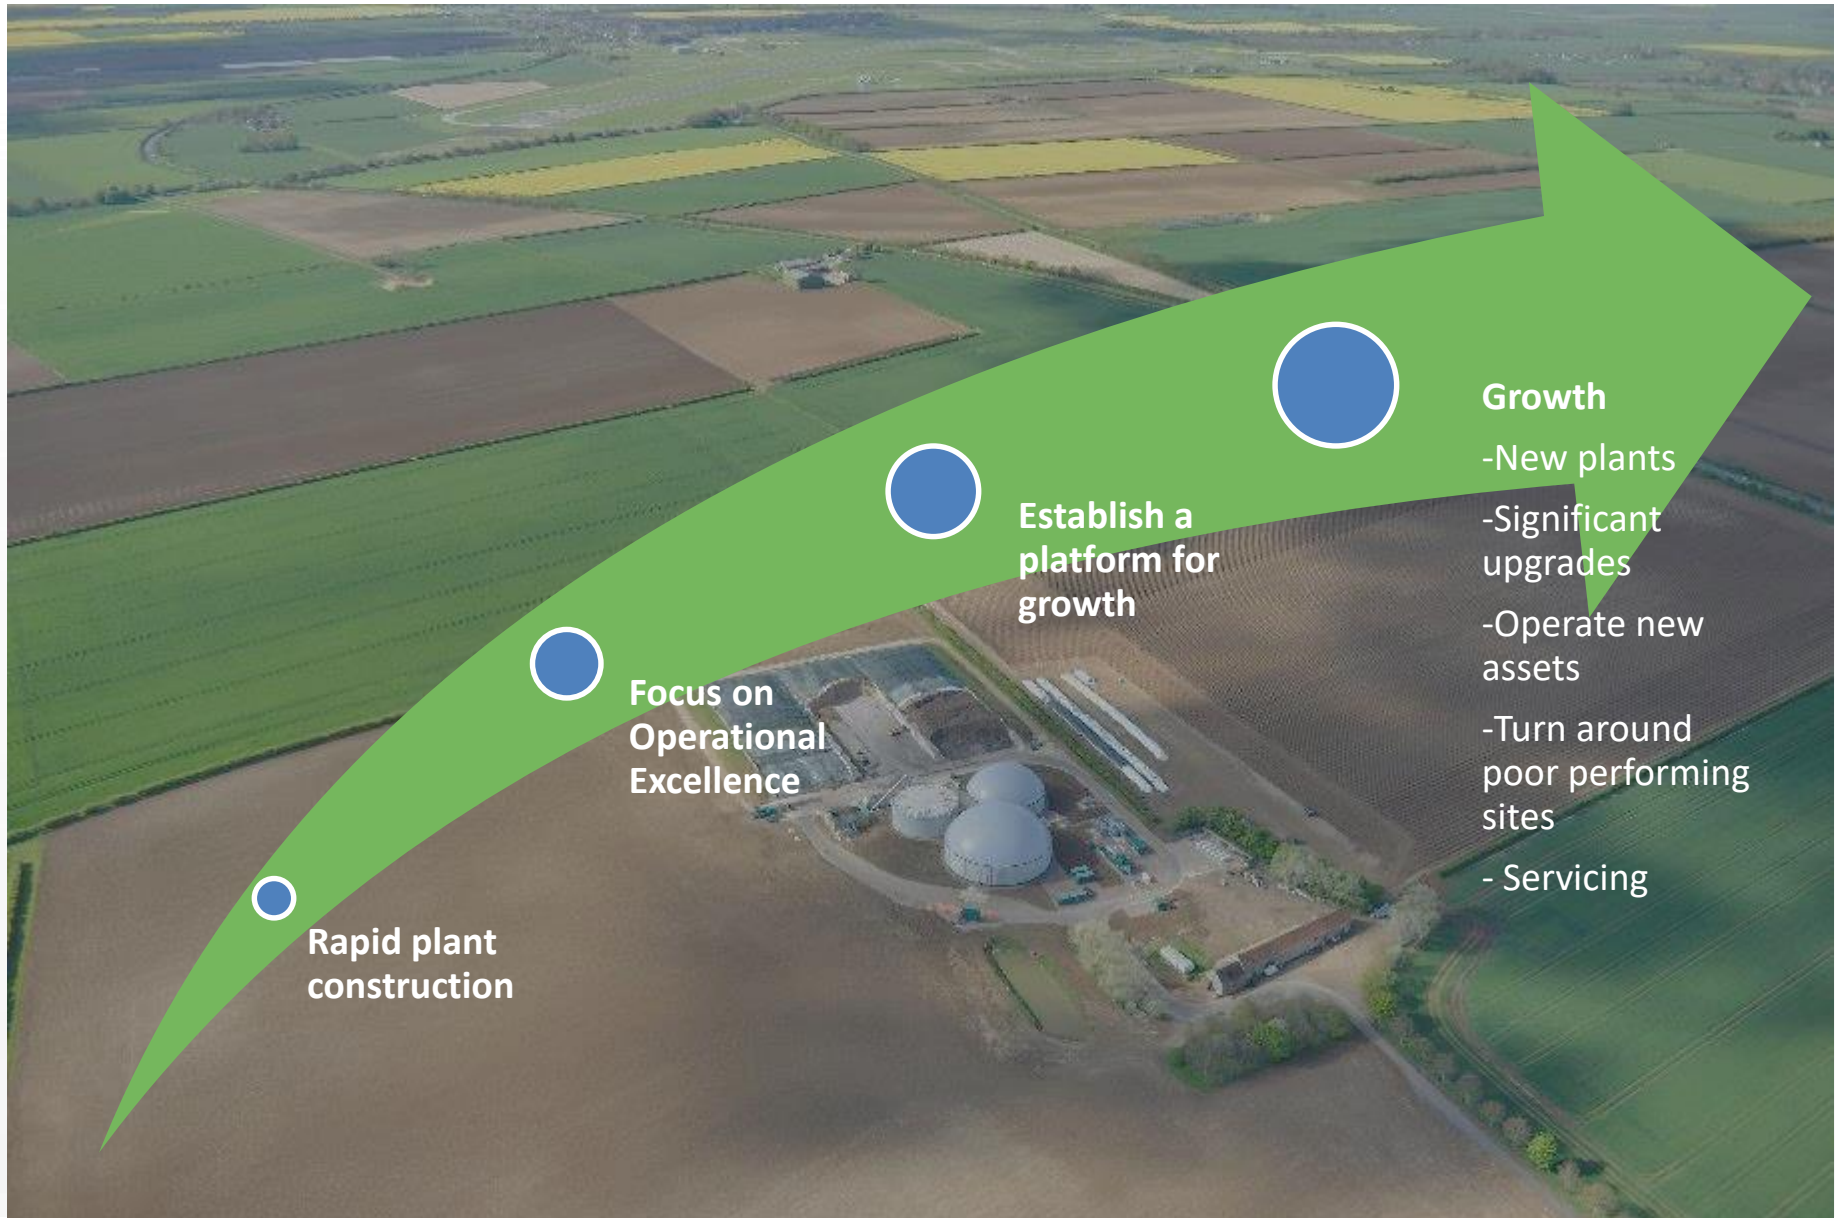 Growth
-New plants
-Significant
upgrades
-Operate new
assets
-Turn around
poor performing
sites
- Servicing
Establish a
platform for
growth
Focus on
Operational
Excellence
Rapid plant
construction